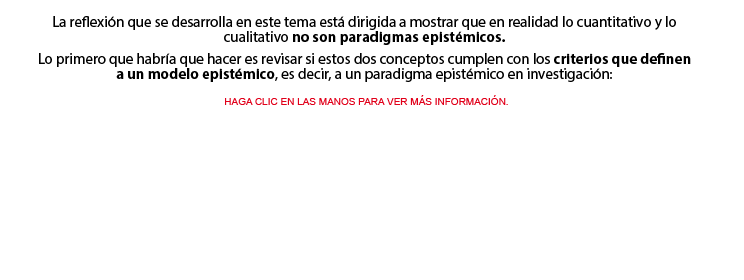 La reflexión que se desarrolla en este tema está dirigida a mostrar que en realidad lo cuantitativo y lo
cualitativo no son paradigmas epistémicos.
Lo primero que habría que hacer es revisar si estos dos conceptos cumplen con los criterios que definen
a un modelo epistémico, es decir, a un paradigma epistémico en investigación:
HAGA CLIC EN LAS MANOS PARA VER MÁS INFORMACIÓN.